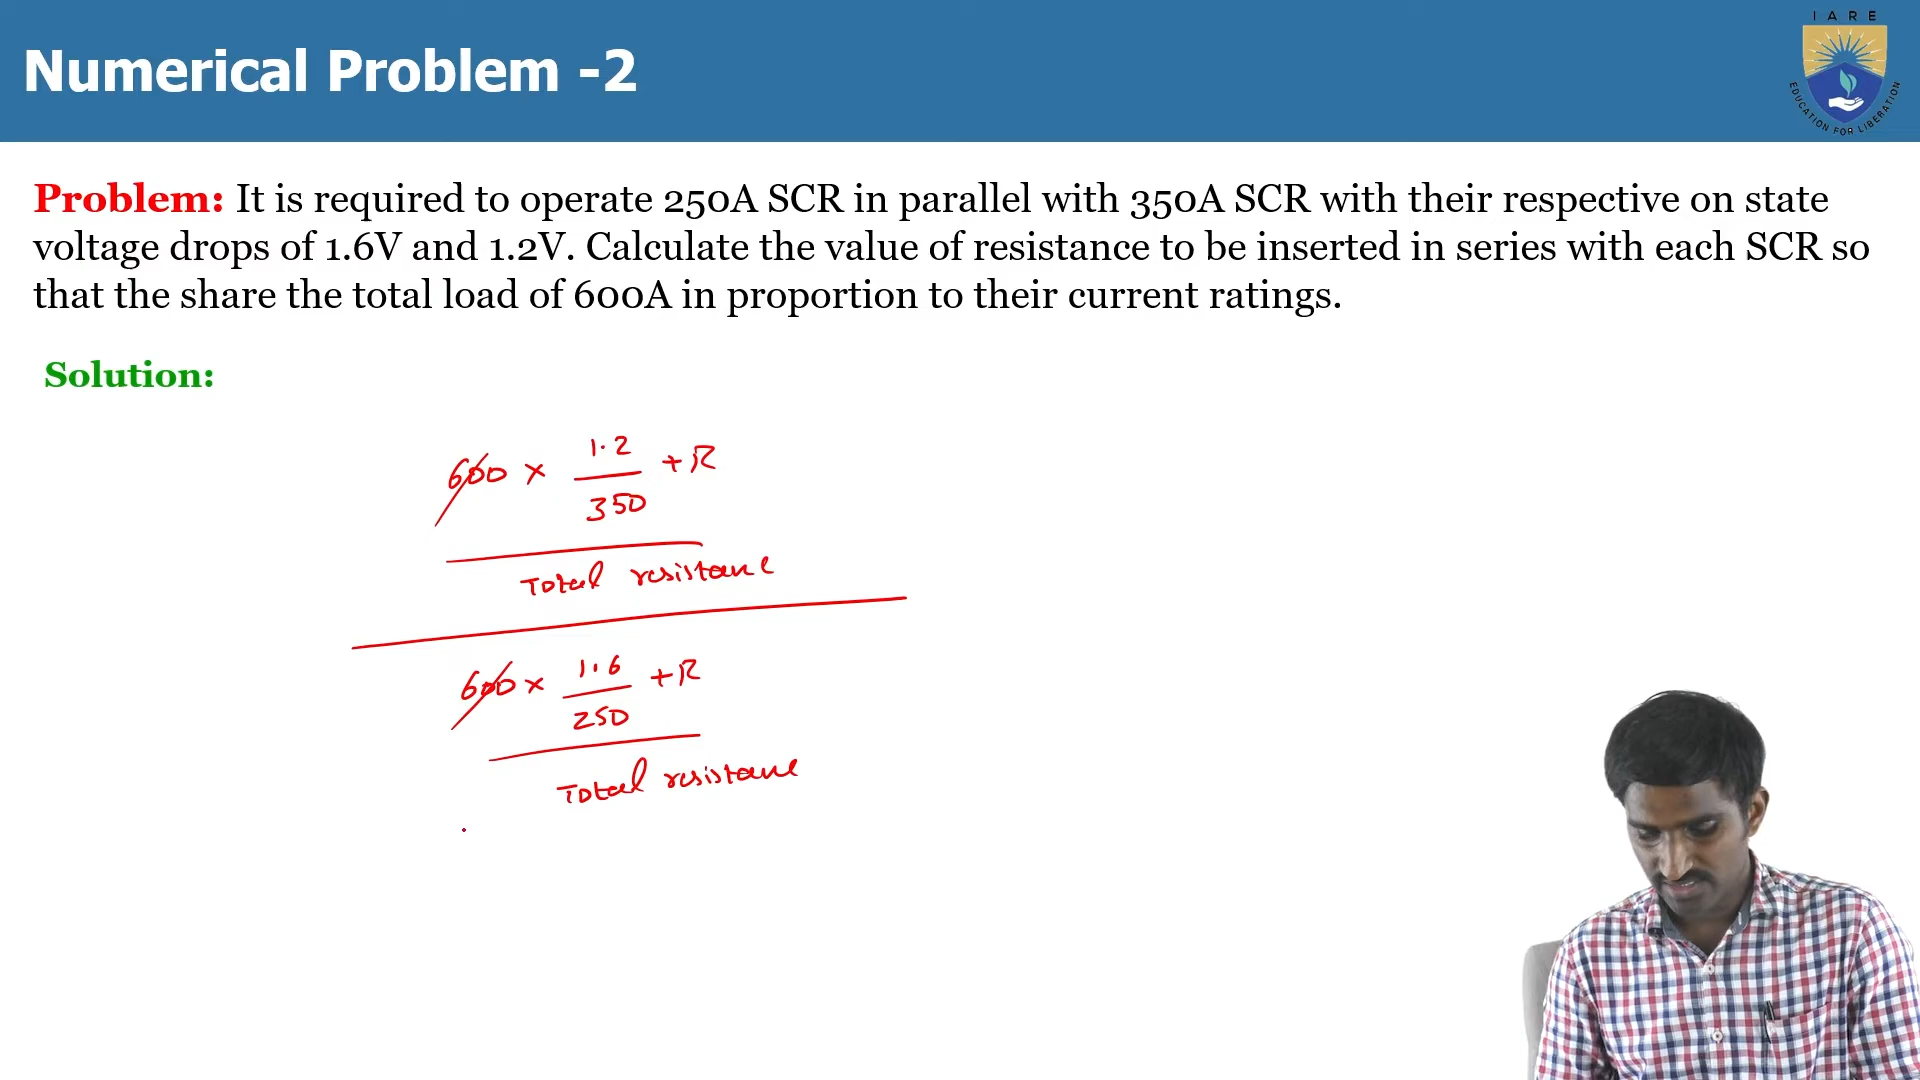 IARE
Numerical Problem -2
EDUCATION FOR LIBERATION
Problem: It is required to operate 250A SCR in parallel with 350A SCR with their respective on state
voltage drops of 1.6V and 1.2V. Calculate the value of resistance to be inserted in series with each SCR so
that the share the total load of 600A in proportion to their current ratings.
Solution:
600 × 1.2 + R
350
Total resistance
600 × 1.6 + R
250
Total resistance